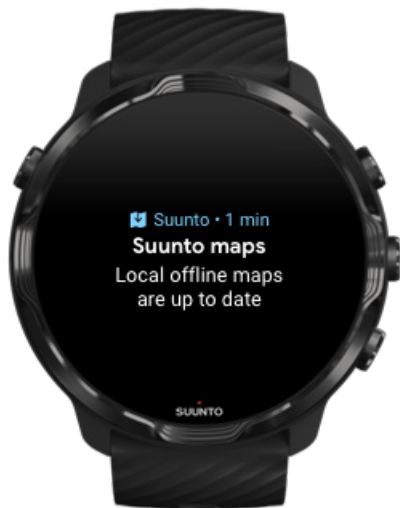 Suunto • 1 min
Suunto maps
Local offline maps
are up to date
SUUNTO